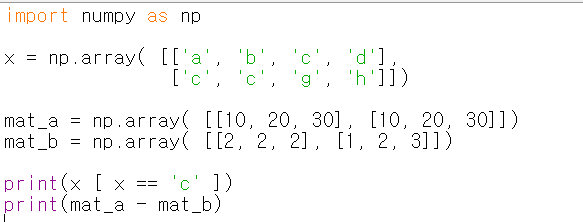 import numpy as np
x = np.array( [['a', 'b', 'c', 'd'],
['c', 'c', 'g', 'h']])
mat_a = np.array( [[10, 20, 30], [10, 20, 30]])
mat_b = np.array( [[2, 2, 2], [1, 2, 3]])
print(x [ x == 'c' ])
print(mat_a - mat_b)